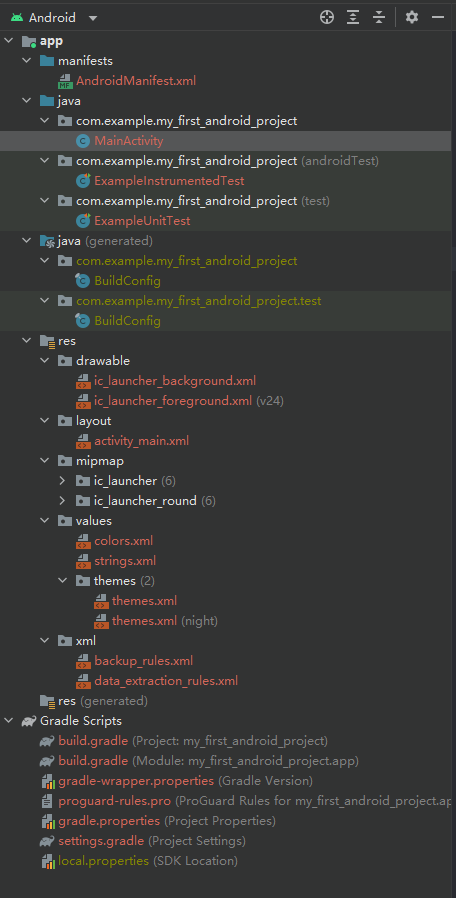 Android
app
manifests
AndroidManifest.xml
java
com.example.my_first_android_project
MainActivity
com.example.my_first_android_project (androidTest)
ExampleInstrumentedTest
com.example.my_first_android_project (test)
ExampleUnitTest
java (generated)
com.example.my_first_android_project
BuildConfig
com.example.my_first_android_project.test
BuildConfig
res
drawable
ic_launcher_background.xml
ic_launcher_foreground.xml (v24)
layout
activity_main.xml
mipmap
ic_launcher (6)
ic_launcher_round (6)
values
colors.xml
strings.xml
themes (2)
themes.xml
themes.xml (night)
xml
backup_rules.xml
data_extraction_rules.xml
res (generated)
Gradle Scripts
build.gradle (Project: my_first_android_project)
build.gradle (Module: my_first_android_project.app)
gradle-wrapper.properties (Gradle Version)
proguard-rules.pro (ProGuard Rules for my_first_android_project.ap
gradle.properties (Project Properties)
settings.gradle (Project Settings)
local.properties (SDK Location)